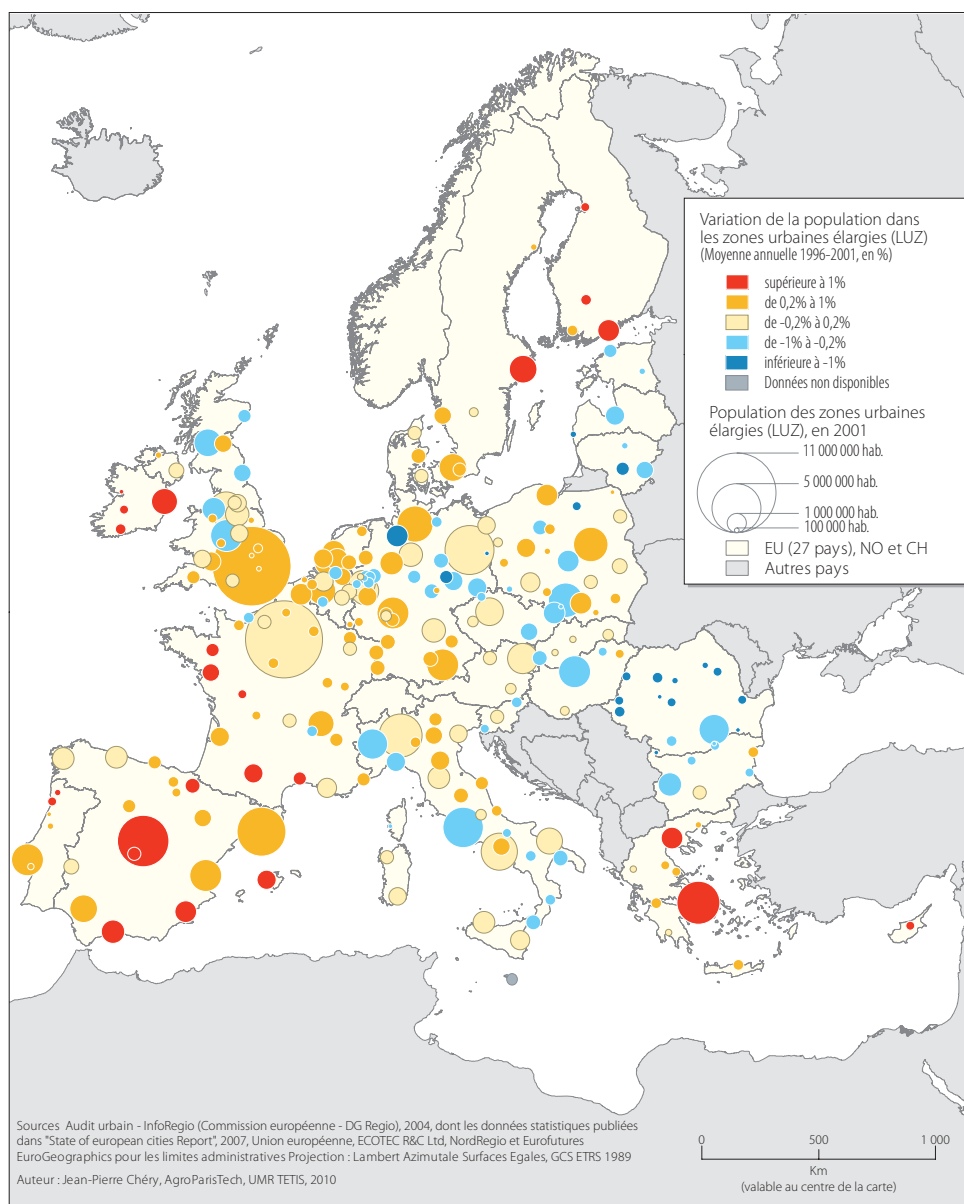 Variation de la population dans
les zones urbaines élargies (LUZ)
(Moyenne annuelle 1996-2001, en %)
supérieure à 1%
de 0,2% à 1%
de -0,2% à 0,2%
de -1% à -0,2%
inférieure à -1%
Données non disponibles
Population des zones urbaines
élargies (LUZ), en 2001
11 000 000 hab.
5 000 000 hab.
1 000 000 hab.
100 000 hab.
EU (27 pays), NO et CH
Autres pays
Sources Audit urbain - InfoRegio (Commission européenne - DG Regio), 2004, dont les données statistiques publiées
dans "State of european cities Report", 2007, Union européenne, ECOTEC R&C Ltd, NordRegio et Eurofutures
EuroGeographics pour les limites administratives Projection : Lambert Azimutale Surfaces Egales, GCS ETRS 1989
Auteur : Jean-Pierre Chéry, AgroParisTech, UMR TETIS, 2010
0 500 1 000
Km
(valable au centre de la carte)